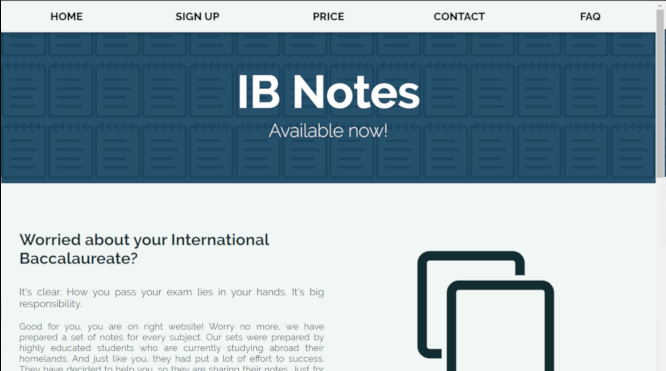 HOME SIGN UP PRICE CONTACT FAQ
IB Notes
Available now!
Worried about your International
Baccalaureate?
It's clear. How you pass your exam lies in your hands. It's big
responsibility.
Good for you, you are on right website! Worry no more, we have
prepared a set of notes for every subject. Our sets were prepared by
highly educated students who are currently studying abroad their
homelands. And just like you, they had put a lot of effort to success.
They have decided to help you, so they are sharing their notes. Just for